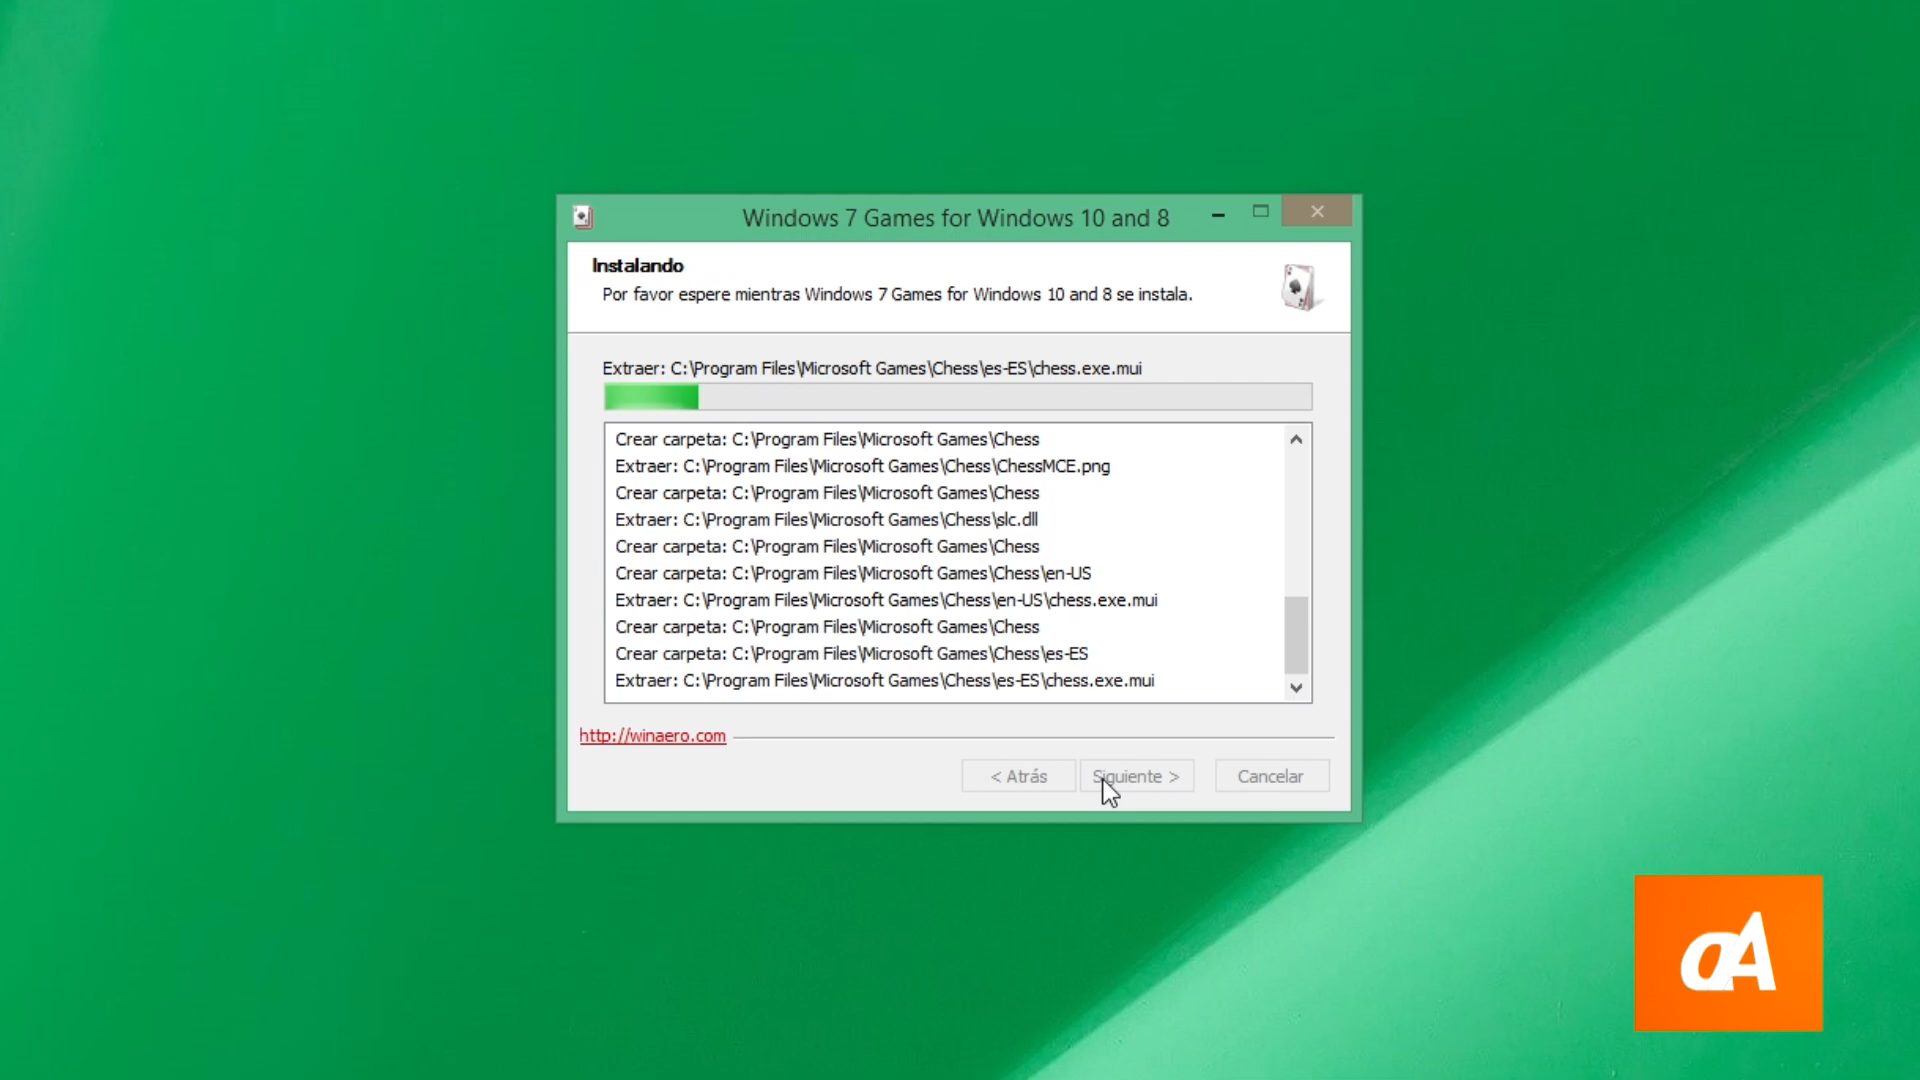 Windows 7 Games for Windows 10 and 8
Instalando
Por favor espere mientras Windows 7 Games for Windows 10 and 8 se instala.
Extraer: C:\Program Files\Microsoft Games\Chess\es-ES\chess.exe.mui
Crear carpeta: C:\Program Files\Microsoft Games\Chess
Extraer: C:\Program Files\Microsoft Games\Chess\ChessMCE.png
Crear carpeta: C:\Program Files\Microsoft Games\Chess
Extraer: C:\Program Files\Microsoft Games\Chess\slc.dll
Crear carpeta: C:\Program Files\Microsoft Games\Chess
Crear carpeta: C:\Program Files\Microsoft Games\Chess\en-US
Extraer: C:\Program Files\Microsoft Games\Chess\en-US\chess.exe.mui
Crear carpeta: C:\Program Files\Microsoft Games\Chess
Crear carpeta: C:\Program Files\Microsoft Games\Chess\es-ES
Extraer: C:\Program Files\Microsoft Games\Chess\es-ES\chess.exe.mui
http://winaero.com
< Atrás Siguiente > Cancelar